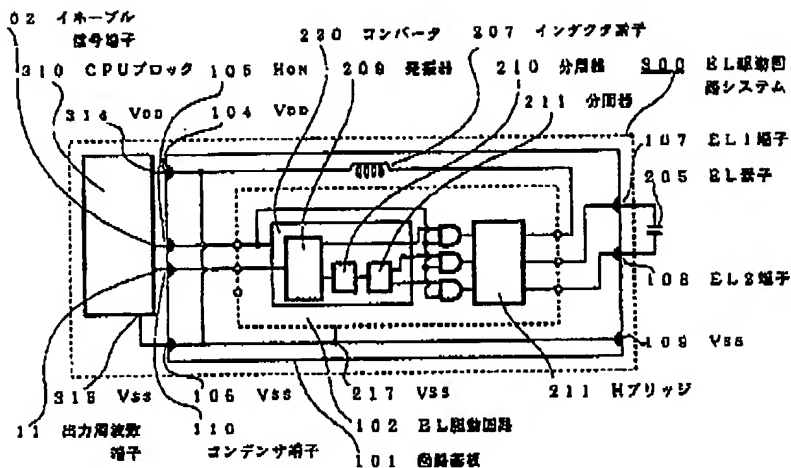 02 イネーブル
信号端子
230 コンバータ
207 インダクタ素子
310 CPUブロック
105 HON
209 発振器
210 分周器
300 EL駆動回
路システム
314 VDD
104 VDD
211 分周器
107 EL1端子
205 EL素子
108 EL2端子
109 VSS
315 VSS
106 VSS
217 VSS
211 Hブリッジ
11 出力周波数
端子
110
コンデンサ端子
102 EL駆動回路
101 回路基板